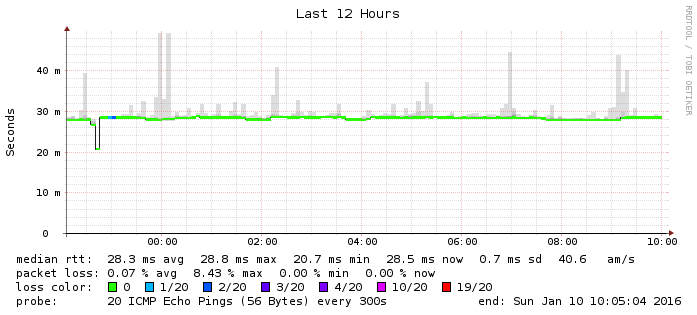 Last 12 Hours
RRDTOOL / TOBI OETIKER
Seconds
40 m
30 m
20 m
10 m
0
00:00 02:00 04:00 06:00 08:00 10:00
median rtt: 28.3 ms avg 28.8 ms max 20.7 ms min 28.5 ms now 0.7 ms sd 40.6 am/s
packet loss: 0.07 % avg 8.43 % max 0.00 % min 0.00 % now
loss color: 0 1/20 2/20 3/20 4/20 10/20 19/20
probe: 20 ICMP Echo Pings (56 Bytes) every 300s end: Sun Jan 10 10:05:04 2016